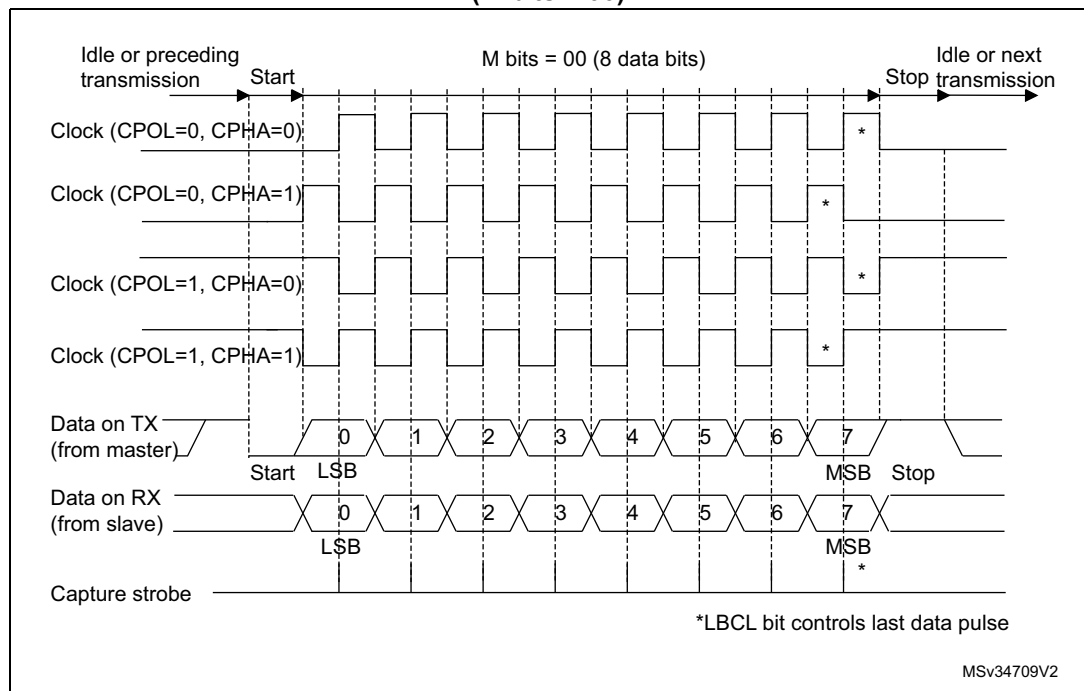 Idle or preceding
transmission
Start
M bits = 00 (8 data bits)
Stop
Idle or next
transmission
Clock (CPOL=0, CPHA=0)
*
Clock (CPOL=0, CPHA=1)
*
Clock (CPOL=1, CPHA=0)
*
Clock (CPOL=1, CPHA=1)
*
Data on TX
(from master)
0 1 2 3 4 5 6 7
Start LSB MSB Stop
Data on RX
(from slave)
0 1 2 3 4 5 6 7
LSB MSB
*
Capture strobe
*LBCL bit controls last data pulse
MSv34709V2